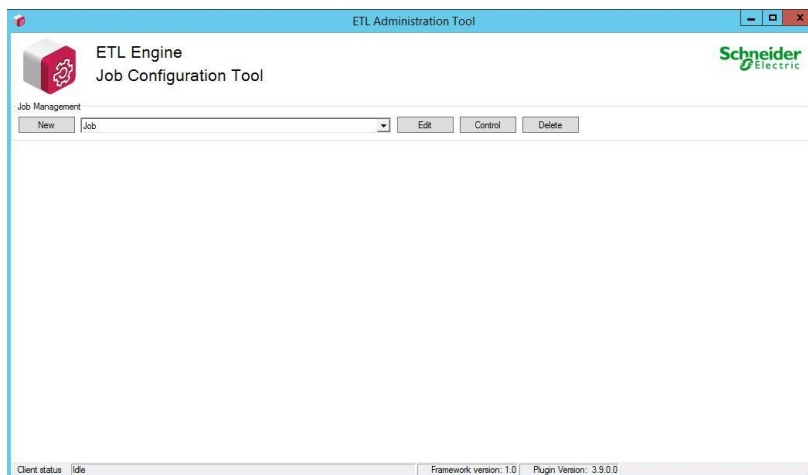 ETL Administration Tool
ETL Engine
Job Configuration Tool
Schneider
Electric
Job Management
New Job Edit Control Delete
Client status Idle Framework version: 1.0 Plugin Version: 3.9.0.0